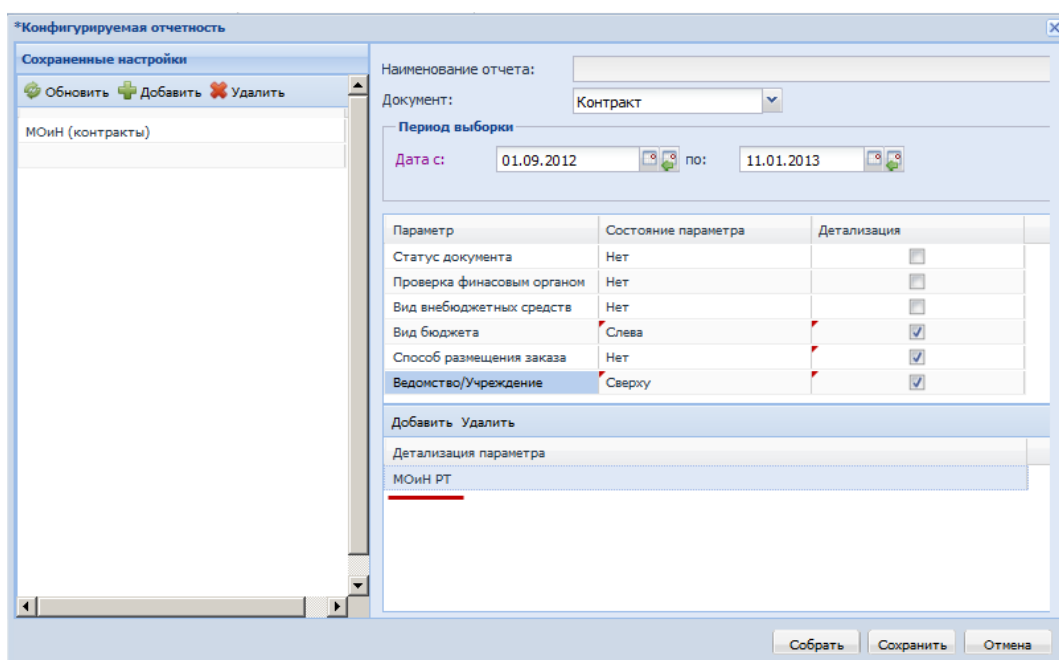 *Конфигурируемая отчетность
Сохраненные настройки
Обновить Добавить Удалить
МОиН (контракты)
Наименование отчета:
Документ: Контракт
Период выборки
Дата с: 01.09.2012 по: 11.01.2013
Параметр Состояние параметра Детализация
Статус документа Нет
Проверка финасовым органом Нет
Вид внебюджетных средств Нет
Вид бюджета Слева
Способ размещения заказа Нет
Ведомство/Учреждение Сверху
Добавить Удалить
Детализация параметра
МОиН РТ
Собрать Сохранить Отмена